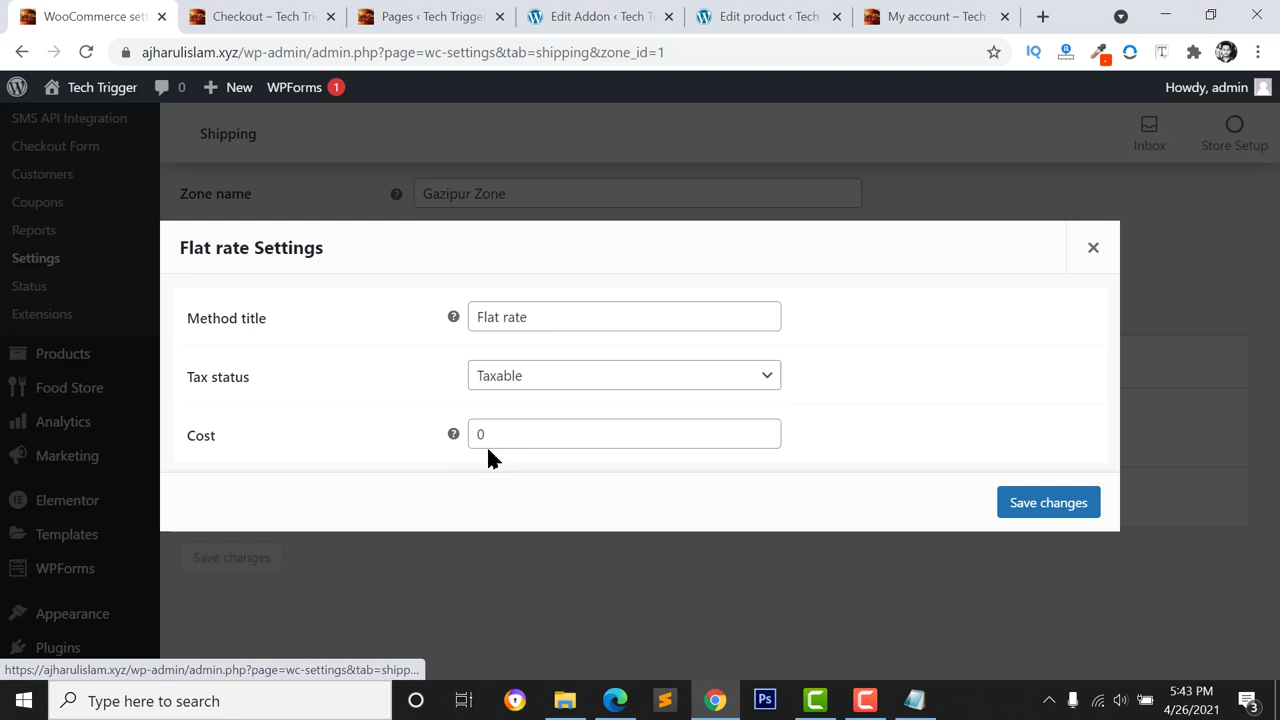 WooCommerce set
Checkout – Tech Tri
Pages ‹ Tech Trigger
Edit Addon ‹ Tech T
Edit product ‹ Tech
My account – Tech
ajharulislam.xyz/wp-admin/admin.php?page=wc-settings&tab=shipping&zone_id=1
IQ
T
Tech Trigger
0
New
WPForms
1
Howdy, admin
SMS API Integration
Checkout Form
Customers
Coupons
Reports
Settings
Status
Extensions
Products
Food Store
Analytics
Marketing
Elementor
Templates
WPForms
Appearance
Plugins
Shipping
Inbox
Store Setup
Zone name
Gazipur Zone
Flat rate Settings
Method title
Flat rate
Tax status
Taxable
Cost
0
Save changes
Save changes
https://ajharulislam.xyz/wp-admin/admin.php?page=wc-settings&tab=shipp...
Type here to search
Ps
5:43 PM
4/26/2021
3